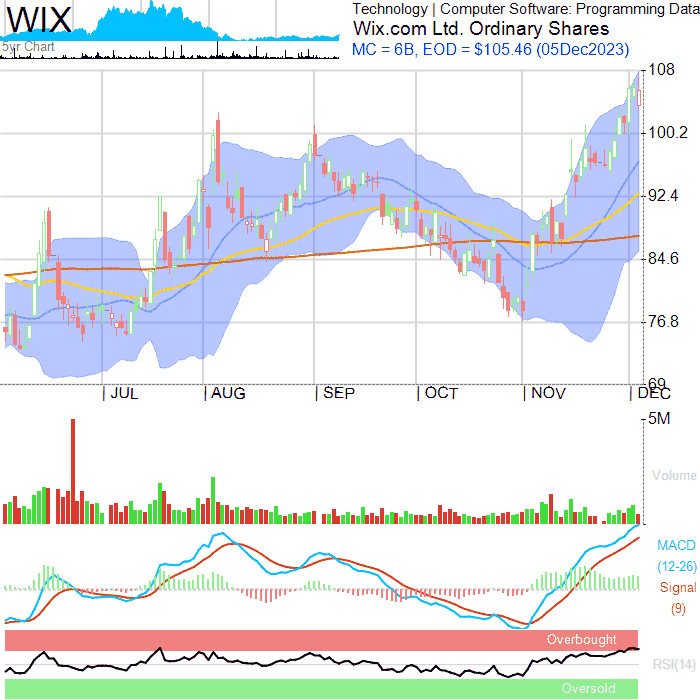 WIX
5yr Chart
Technology | Computer Software: Programming Data
Wix.com Ltd. Ordinary Shares
MC = 6B, EOD = $105.46 (05Dec2023)
108
100.2
92.4
84.6
76.8
69
JUL AUG SEP OCT NOV DEC
5M
Volume
MACD
(12-26)
Signal
(9)
Overbought
RSI(14)
Oversold